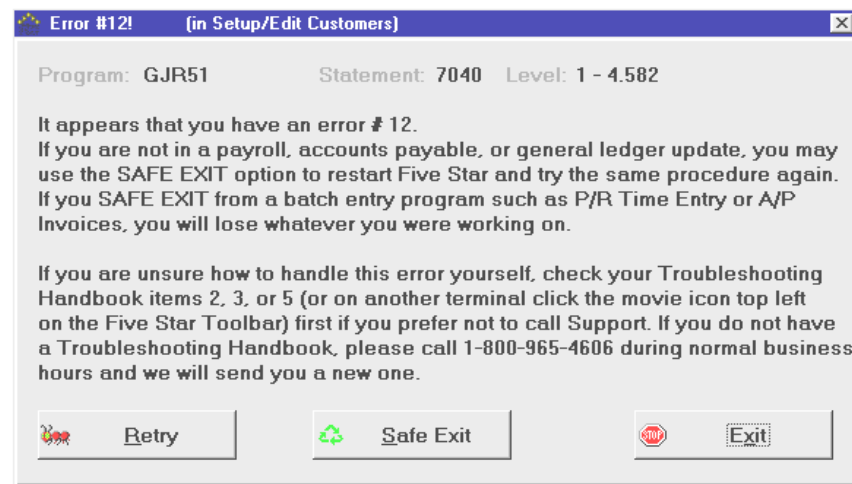 Error #12! (in Setup/Edit Customers)
Program: GJR51 Statement: 7040 Level: 1 - 4.582
It appears that you have an error # 12.
If you are not in a payroll, accounts payable, or general ledger update, you may
use the SAFE EXIT option to restart Five Star and try the same procedure again.
If you SAFE EXIT from a batch entry program such as P/R Time Entry or A/P
Invoices, you will lose whatever you were working on.
If you are unsure how to handle this error yourself, check your Troubleshooting
Handbook items 2, 3, or 5 (or on another terminal click the movie icon top left
on the Five Star Toolbar) first if you prefer not to call Support. If you do not have
a Troubleshooting Handbook, please call 1-800-965-4606 during normal business
hours and we will send you a new one.
Retry Safe Exit STOP Exit